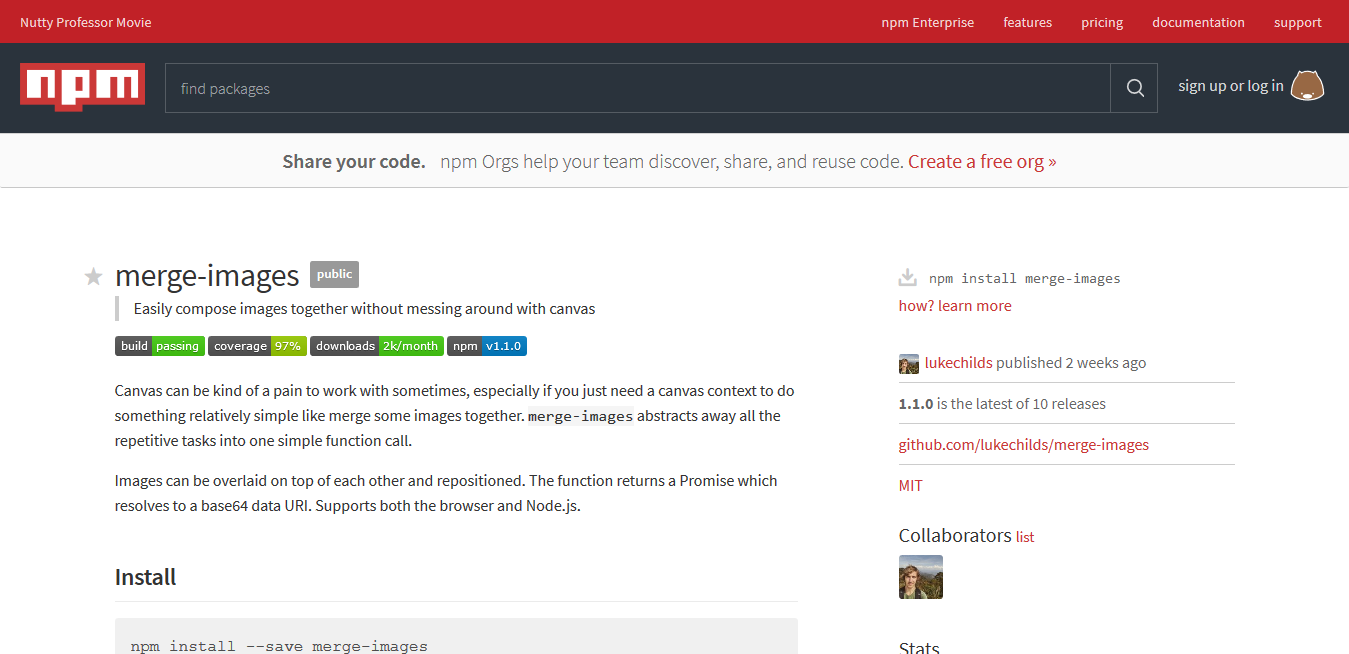 Nutty Professor Movie
npm Enterprise features pricing documentation support
npm
find packages
sign up or log in
Share your code. npm Orgs help your team discover, share, and reuse code. Create a free org »
merge-images public
Easily compose images together without messing around with canvas
build passing coverage 97% downloads 2k/month npm v1.1.0
Canvas can be kind of a pain to work with sometimes, especially if you just need a canvas context to do
something relatively simple like merge some images together. merge-images abstracts away all the
repetitive tasks into one simple function call.
Images can be overlaid on top of each other and repositioned. The function returns a Promise which
resolves to a base64 data URI. Supports both the browser and Node.js.
Install
npm install --save merge-images
npm install merge-images
how? learn more
lukechilds published 2 weeks ago
1.1.0 is the latest of 10 releases
github.com/lukechilds/merge-images
MIT
Collaborators list
Stats